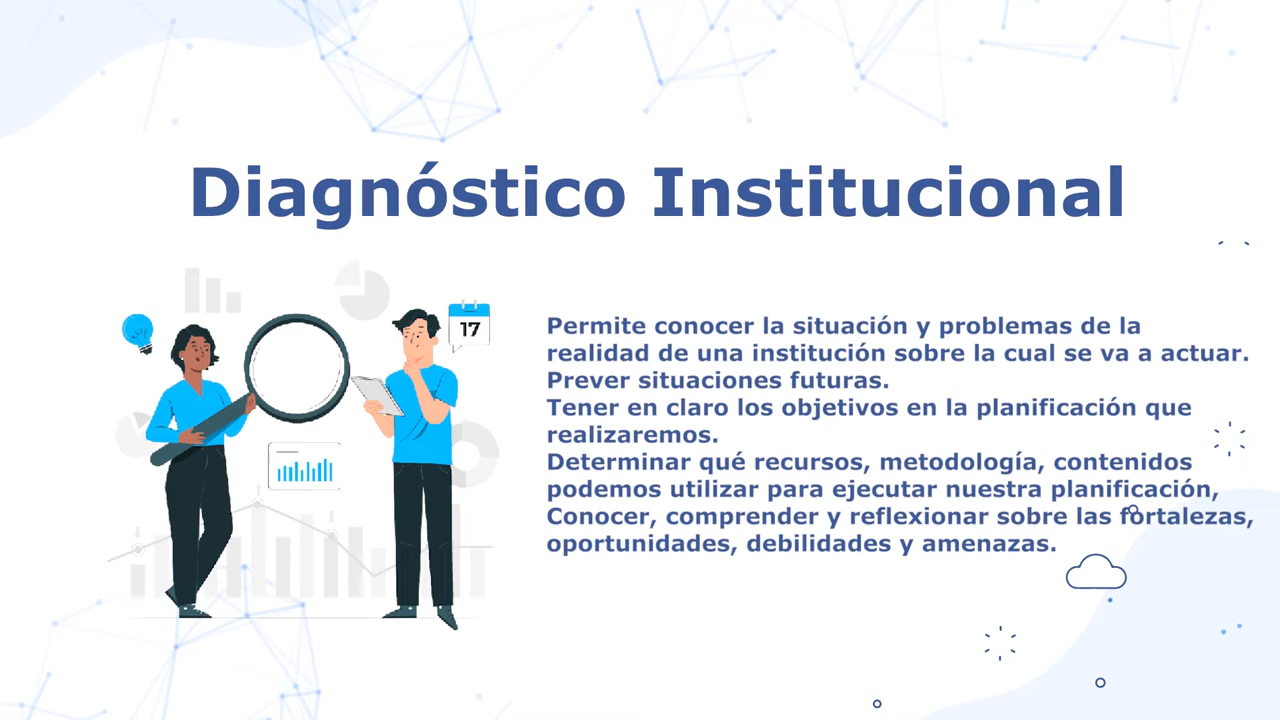 Diagnóstico Institucional
17
Permite conocer la situación y problemas de la
realidad de una institución sobre la cual se va a actuar.
Prever situaciones futuras.
Tener en claro los objetivos en la planificación que
realizaremos.
Determinar qué recursos, metodología, contenidos
podemos utilizar para ejecutar nuestra planificación,
Conocer, comprender y reflexionar sobre las fortalezas,
oportunidades, debilidades y amenazas.